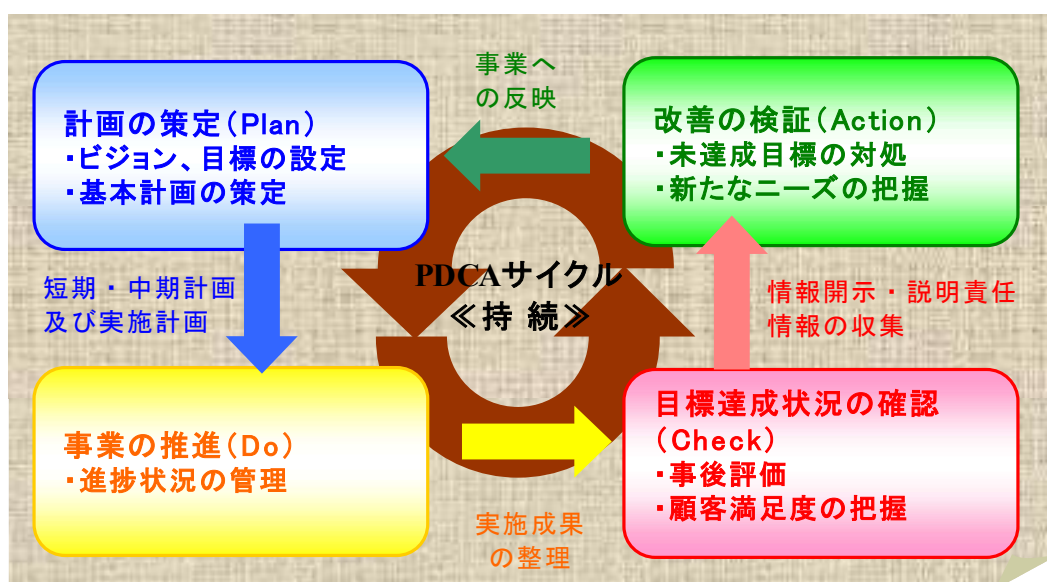 計画の策定（Plan）
・ビジョン、目標の設定
・基本計画の策定
事業へ
の反映
改善の検証（Action）
・未達成目標の対処
・新たなニーズの把握
短期・中期計画
及び実施計画
PDCAサイクル
≪持 続≫
情報開示・説明責任
情報の収集
事業の推進（Do）
・進捗状況の管理
実施成果
の整理
目標達成状況の確認
（Check）
・事後評価
・顧客満足度の把握